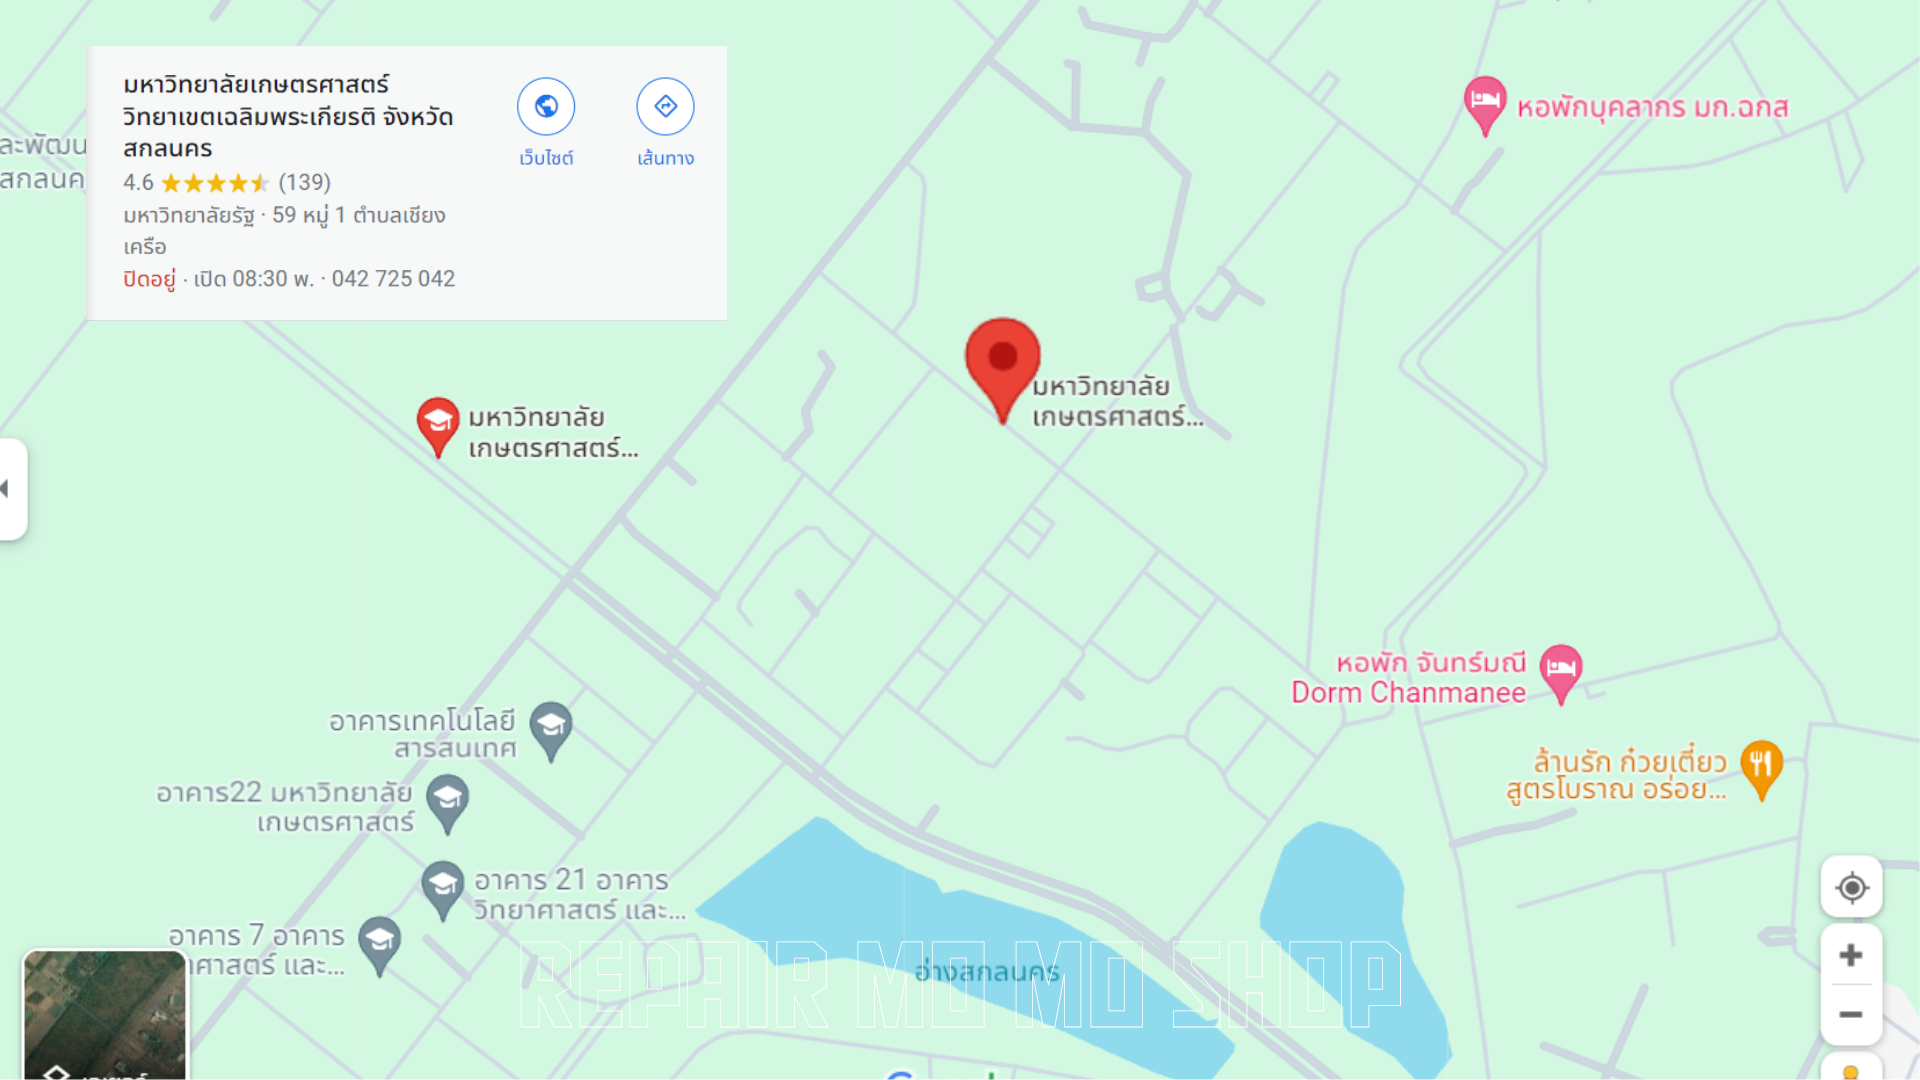 มหาวิทยาลัยเกษตรศาสตร์
วิทยาเขตเฉลิมพระเกียรติ จังหวัด
สกลนคร
4.6 (139)
มหาวิทยาลัยรัฐ · 59 หมู่ 1 ตำบลเชียง
เครือ
ปิดอยู่ · เปิด 08:30 พ. · 042 725 042
เว็บไซต์
เส้นทาง
ละพัฒน
สกลนค
หอพักบุคลากร มก.ฉกส
มหาวิทยาลัย
เกษตรศาสตร์...
มหาวิทยาลัย
เกษตรศาสตร์...
หอพัก จันทร์มณี
Dorm Chanmanee
อาคารเทคโนโลยี
สารสนเทศ
ล้านรัก ก๋วยเตี๋ยว
สูตรโบราณ อร่อย...
อาคาร22 มหาวิทยาลัย
เกษตรศาสตร์
อาคาร 21 อาคาร
วิทยาศาสตร์ และ...
อาคาร 7 อาคาร
าศาสตร์ และ...
อ่างสกลนคร
REPAIR MO MO SHOP